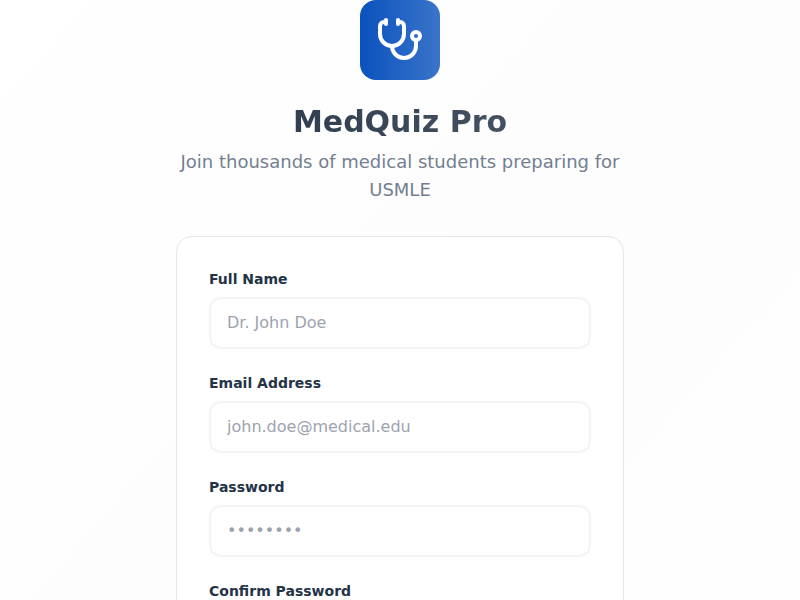 MedQuiz Pro
Join thousands of medical students preparing for
USMLE
Full Name
Dr. John Doe
Email Address
john.doe@medical.edu
Password
••••••••
Confirm Password